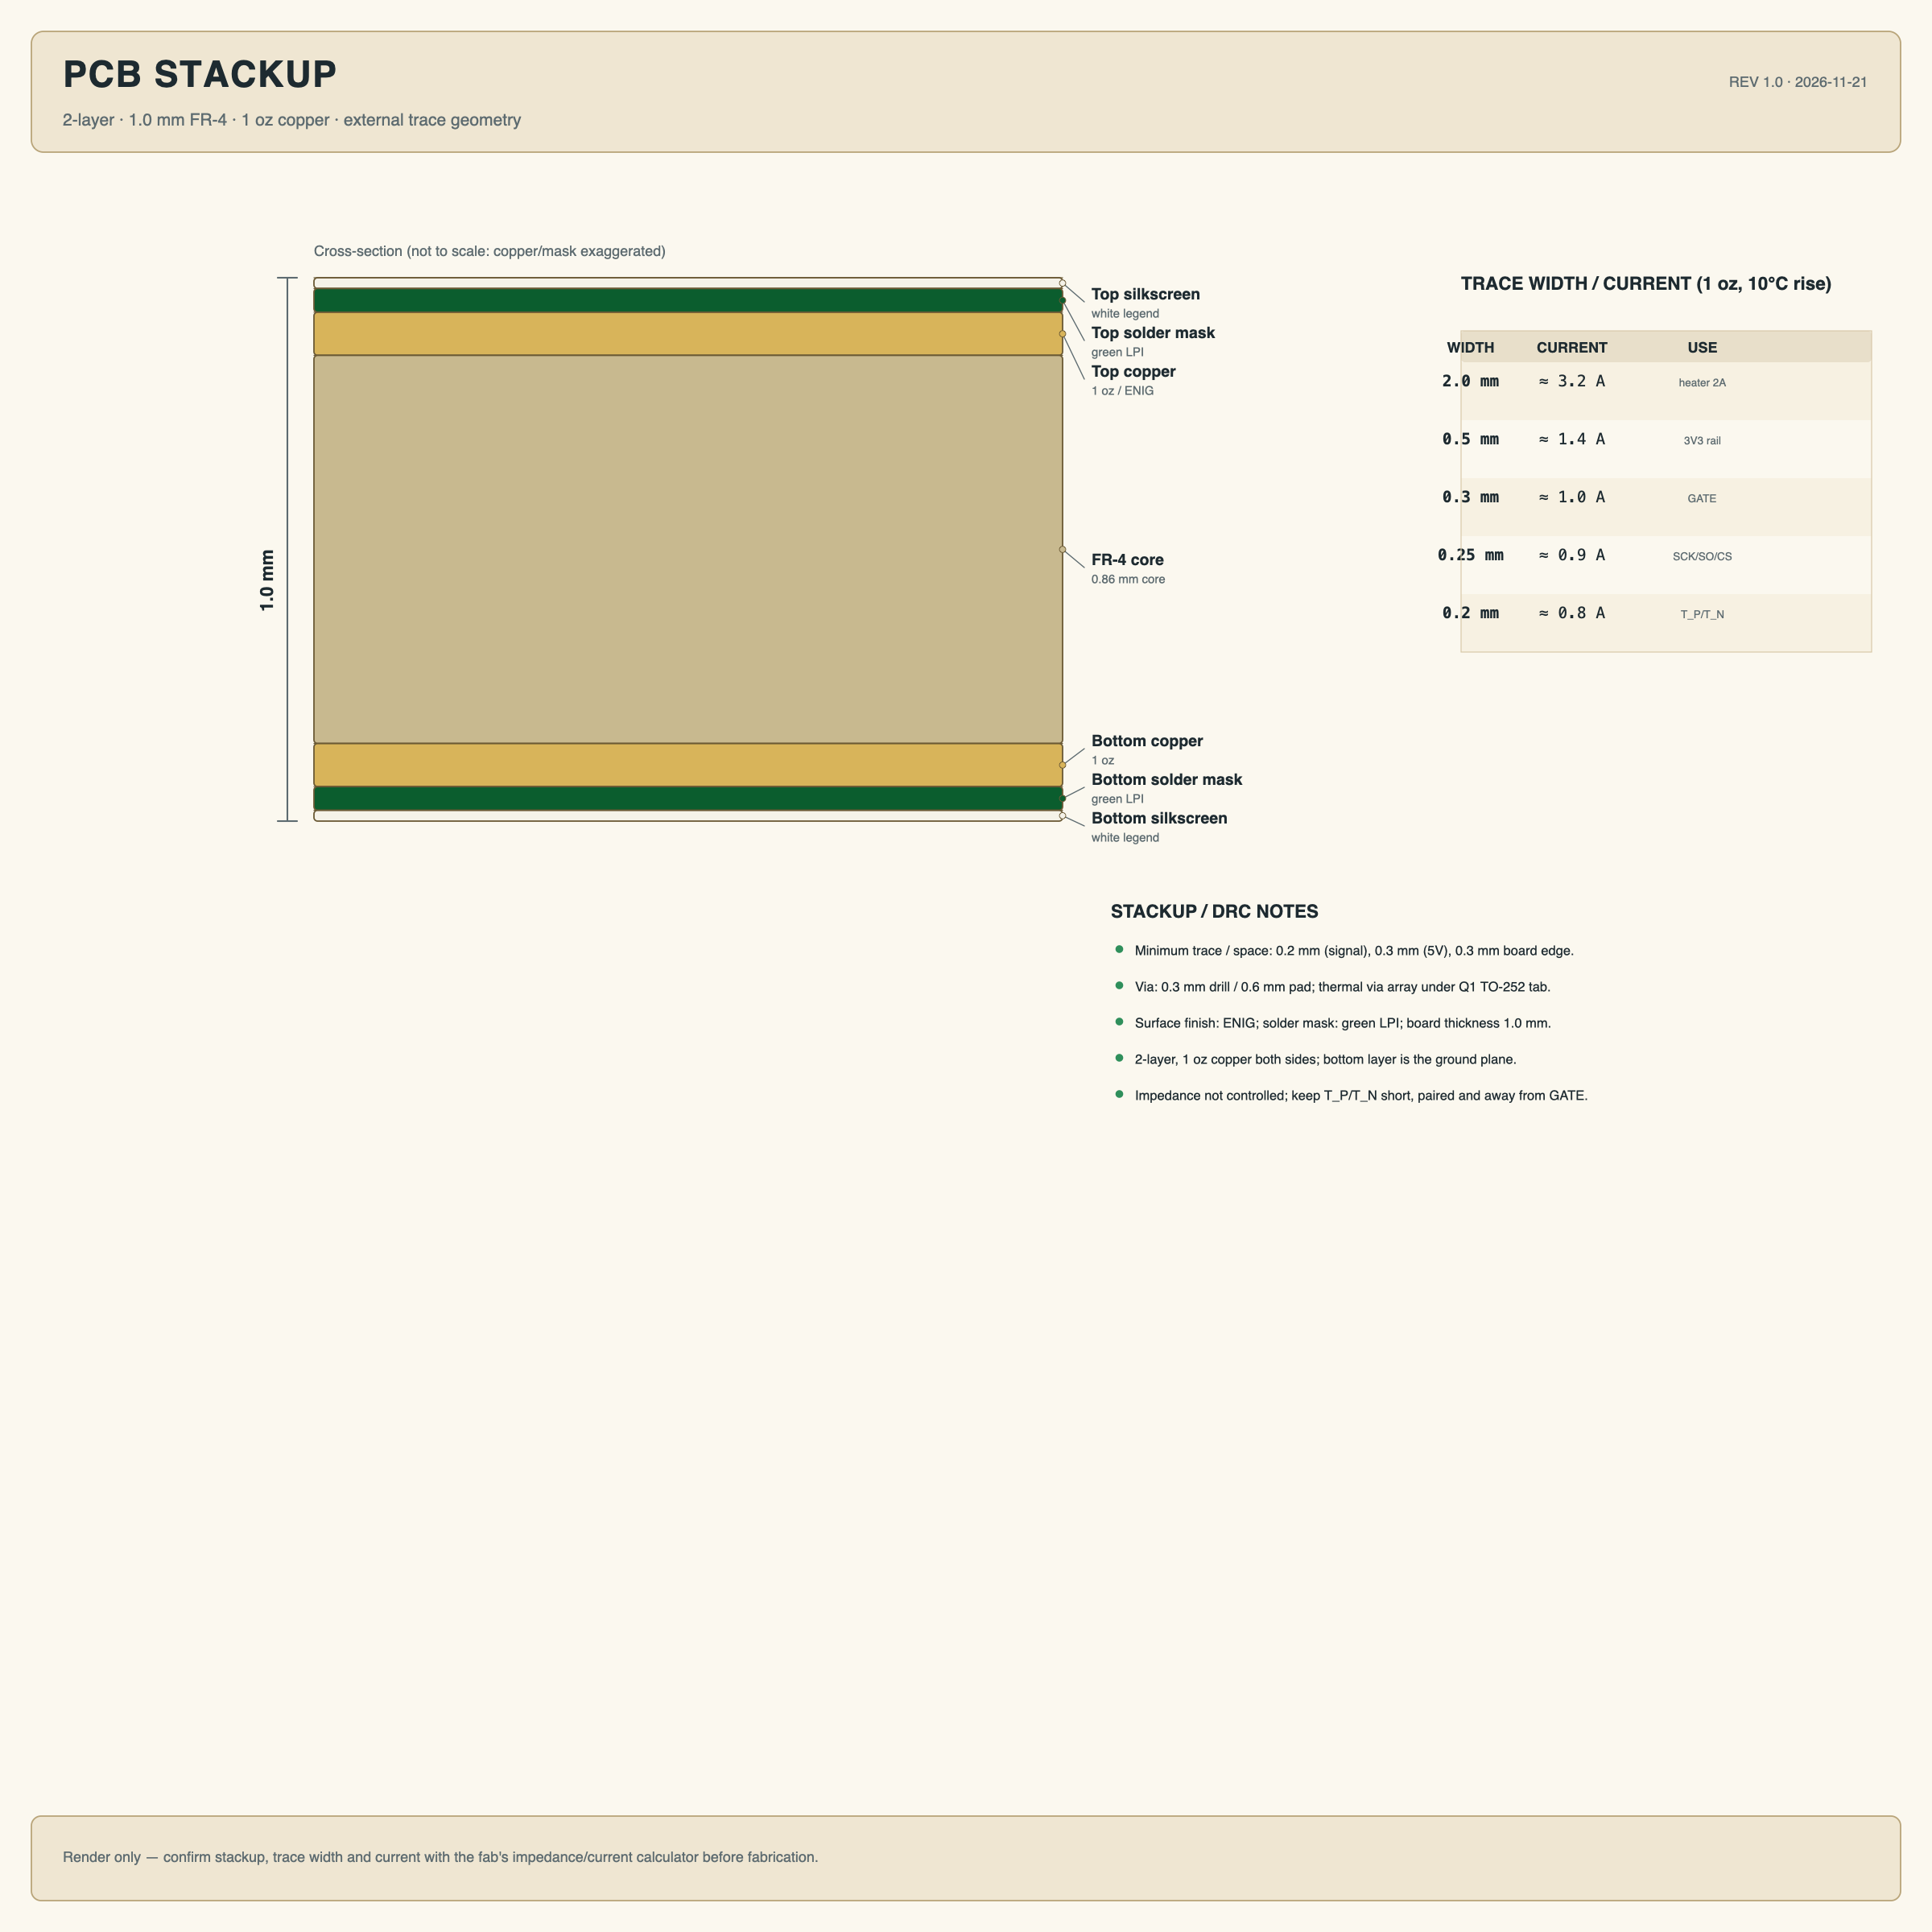 PCB STACKUP
REV 1.0 · 2026-11-21
2-layer · 1.0 mm FR-4 · 1 oz copper · external trace geometry
Cross-section (not to scale: copper/mask exaggerated)
1.0 mm
Top silkscreen
white legend
Top solder mask
green LPI
Top copper
1 oz / ENIG
FR-4 core
0.86 mm core
Bottom copper
1 oz
Bottom solder mask
green LPI
Bottom silkscreen
white legend
TRACE WIDTH / CURRENT (1 oz, 10°C rise)
WIDTH CURRENT USE
2.0 mm ≈ 3.2 A heater 2A
0.5 mm ≈ 1.4 A 3V3 rail
0.3 mm ≈ 1.0 A GATE
0.25 mm ≈ 0.9 A SCK/SO/CS
0.2 mm ≈ 0.8 A T_P/T_N
STACKUP / DRC NOTES
Minimum trace / space: 0.2 mm (signal), 0.3 mm (5V), 0.3 mm board edge.
Via: 0.3 mm drill / 0.6 mm pad; thermal via array under Q1 TO-252 tab.
Surface finish: ENIG; solder mask: green LPI; board thickness 1.0 mm.
2-layer, 1 oz copper both sides; bottom layer is the ground plane.
Impedance not controlled; keep T_P/T_N short, paired and away from GATE.
Render only — confirm stackup, trace width and current with the fab's impedance/current calculator before fabrication.